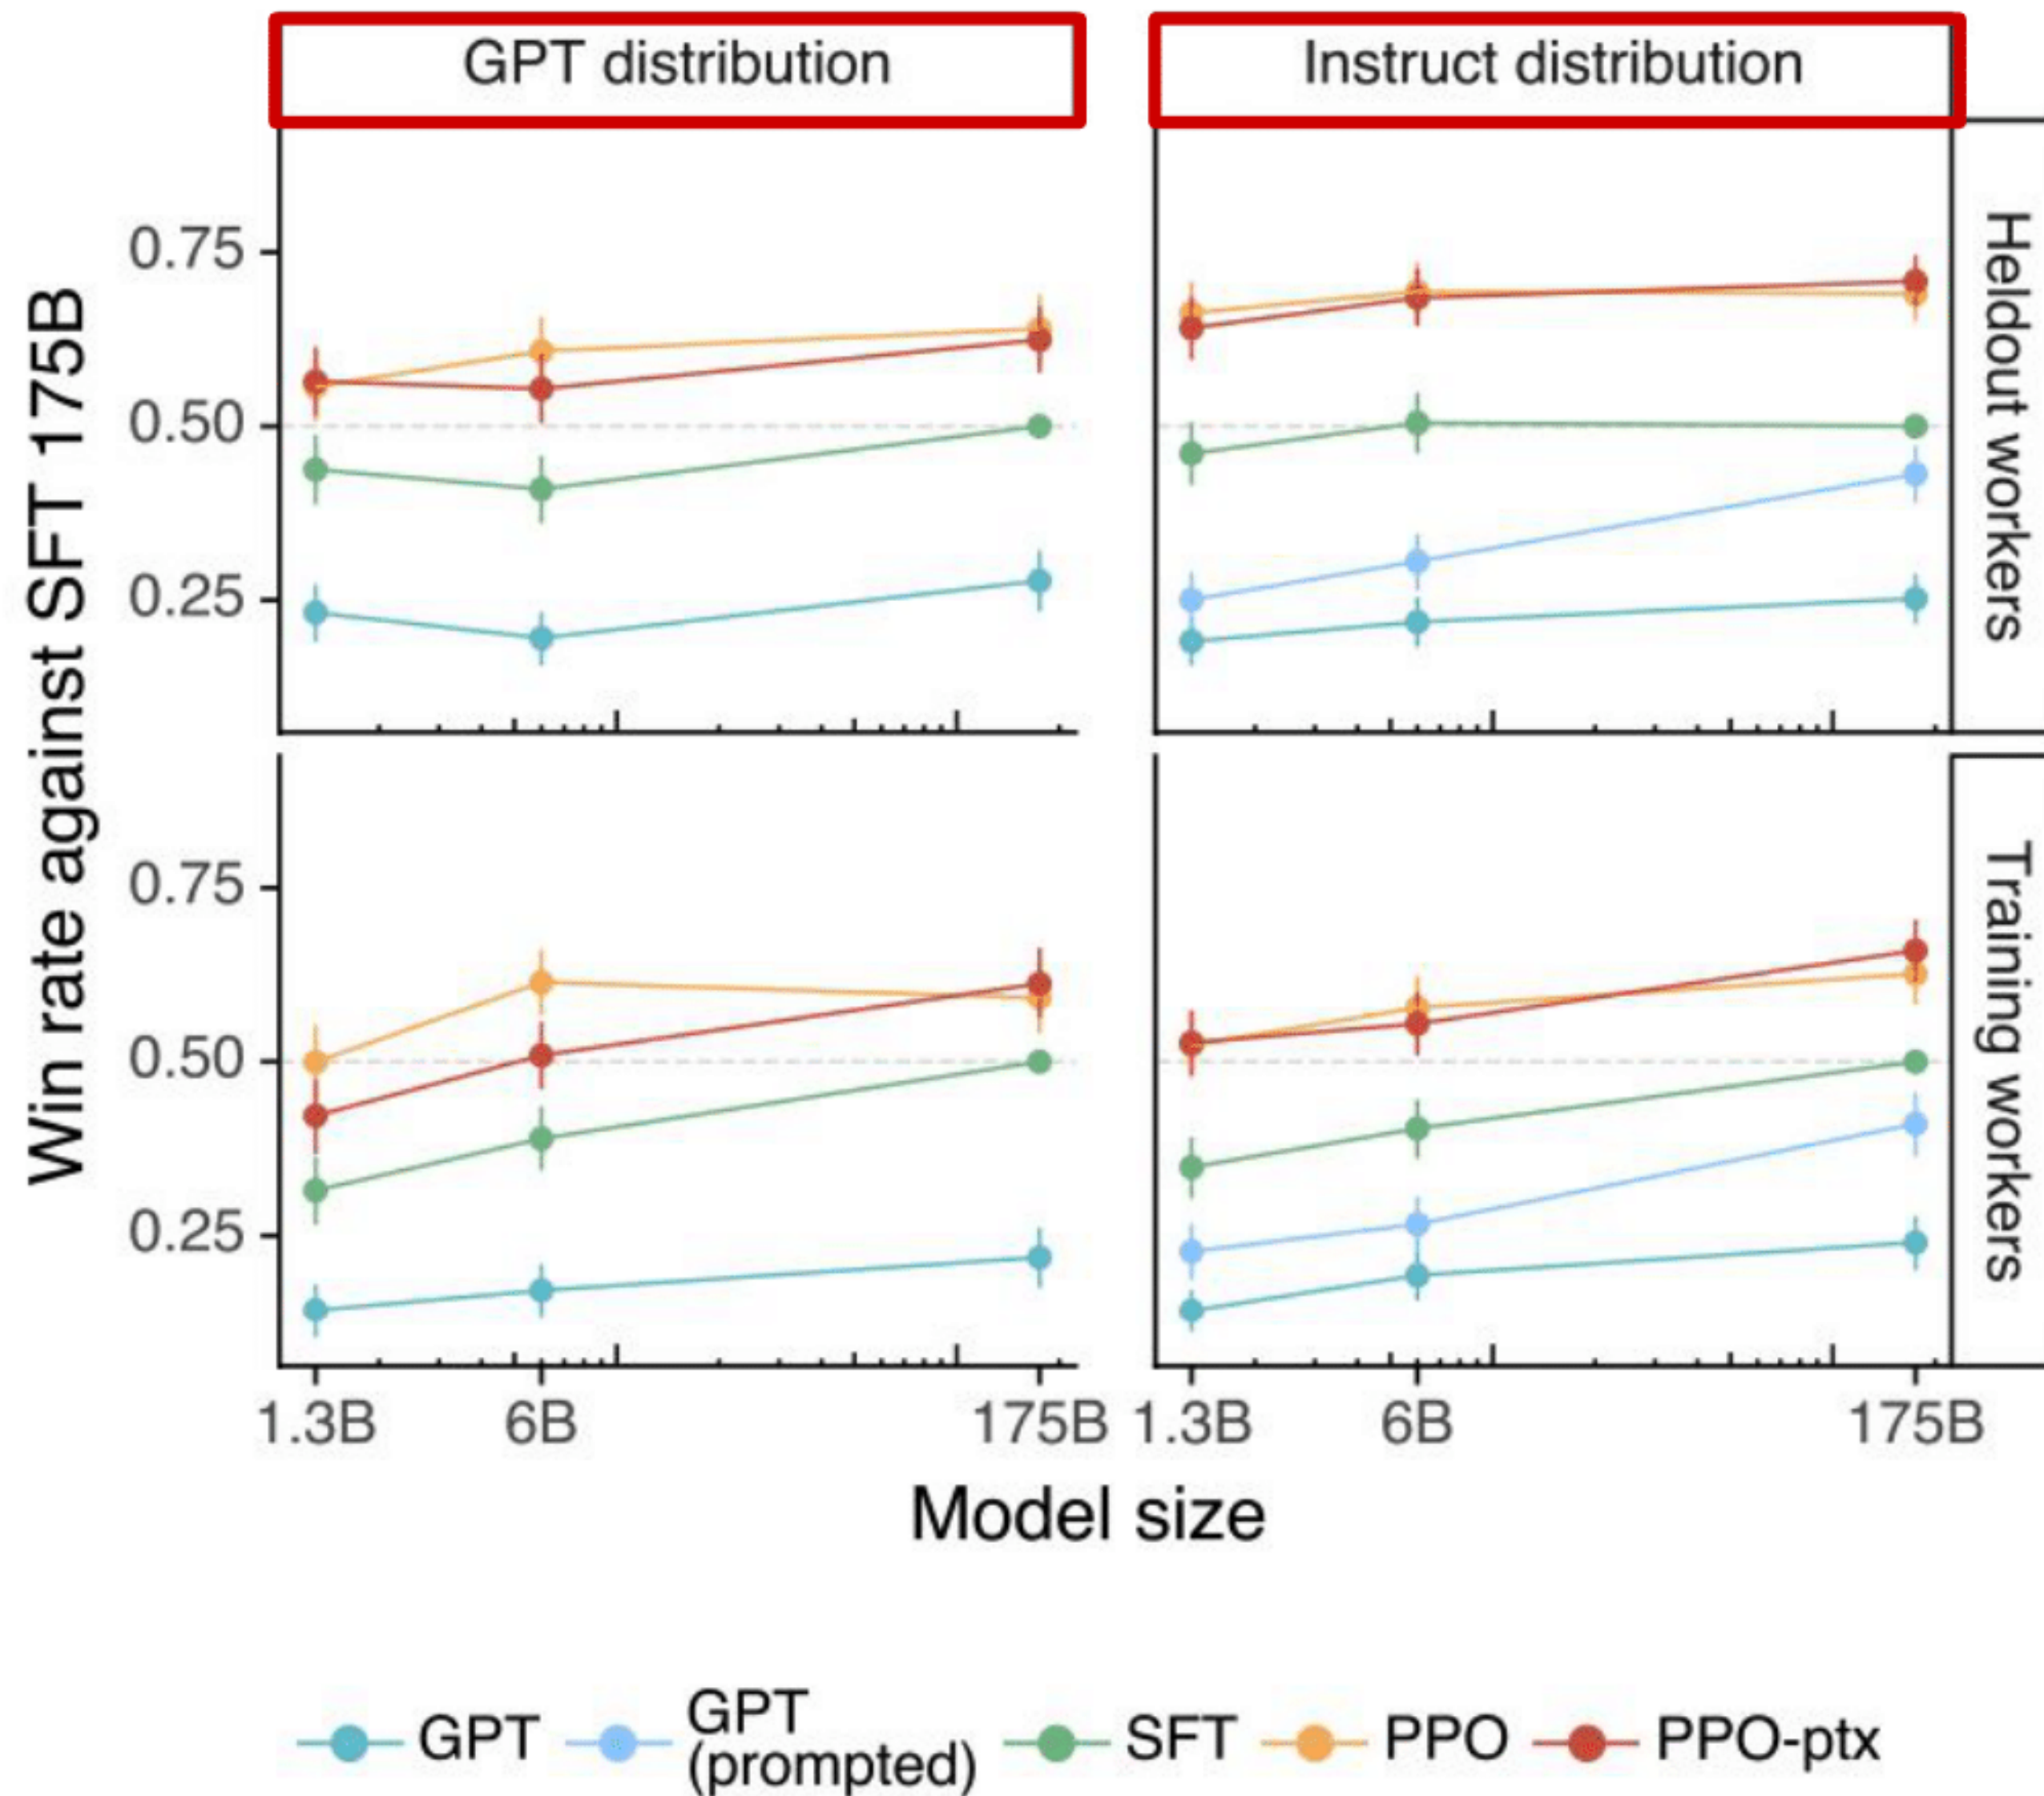 GPT distribution
Instruct distribution
Win rate against SFT 175B
0.75
0.50
0.25
Heldout workers
0.75
0.50
0.25
Training workers
1.3B
6B
175B
1.3B
6B
175B
Model size
GPT
GPT
(prompted)
SFT
PPO
PPO-ptx